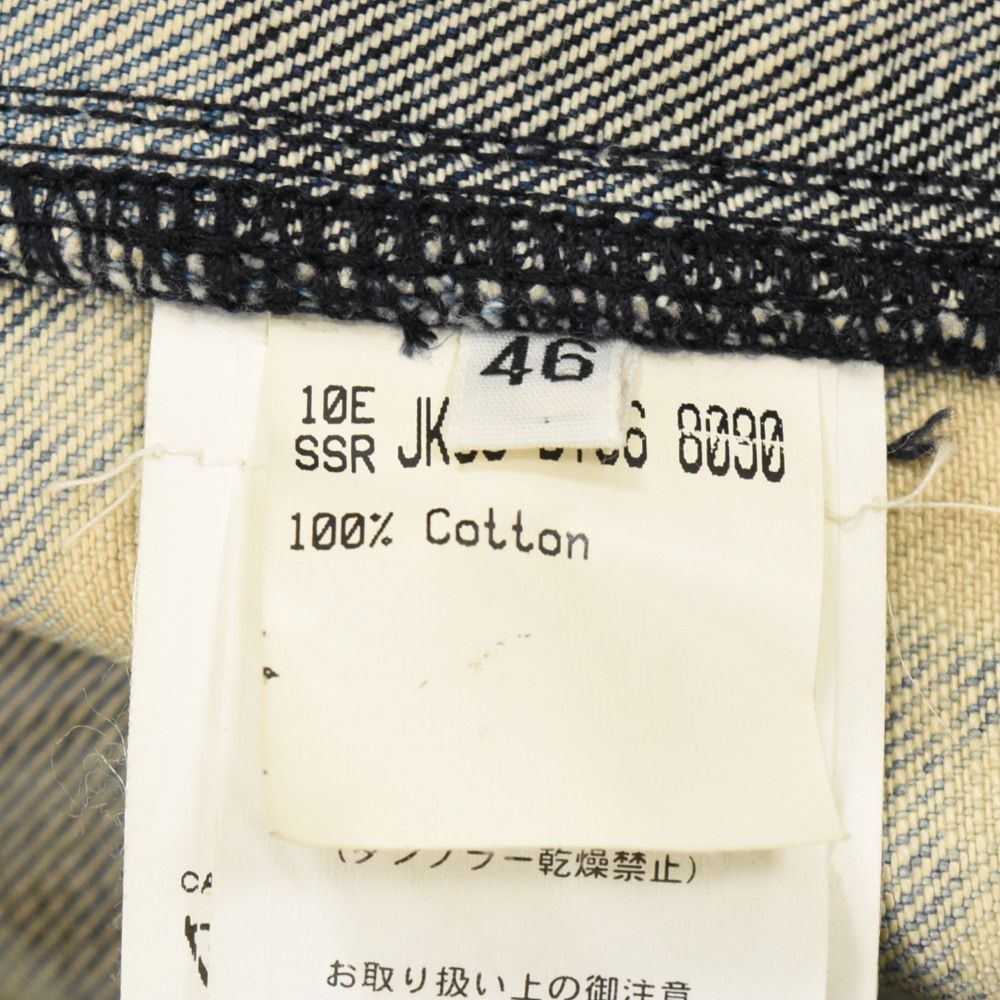 46
10E
SSR 8090
100% Cotton
(タンブラー乾燥禁止)
お取り扱い上の御注意